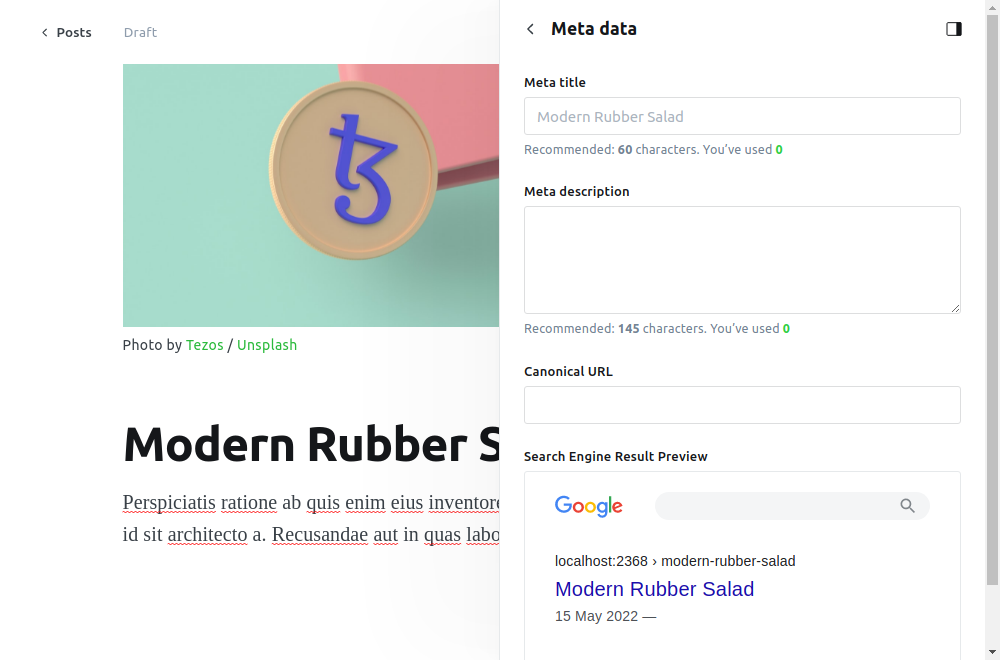 Posts
Draft
Photo by Tezos / Unsplash
Modern Rubber S
Perspiciatis ratione ab quis enim eius inventore
id sit architecto a. Recusandae aut in quas labo
Meta data
Meta title
Modern Rubber Salad
Recommended: 60 characters. You've used 0
Meta description
Recommended: 145 characters. You've used 0
Canonical URL
Search Engine Result Preview
Google
localhost:2368 › modern-rubber-salad
Modern Rubber Salad
15 May 2022 —